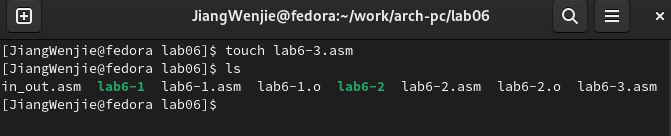 JiangWenjie@fedora:~/work/arch-pc/lab06
[JiangWenjie@fedora lab06]$ touch lab6-3.asm
[JiangWenjie@fedora lab06]$ ls
in_out.asm lab6-1 lab6-1.asm lab6-1.o lab6-2 lab6-2.asm lab6-2.o lab6-3.asm
[JiangWenjie@fedora lab06]$